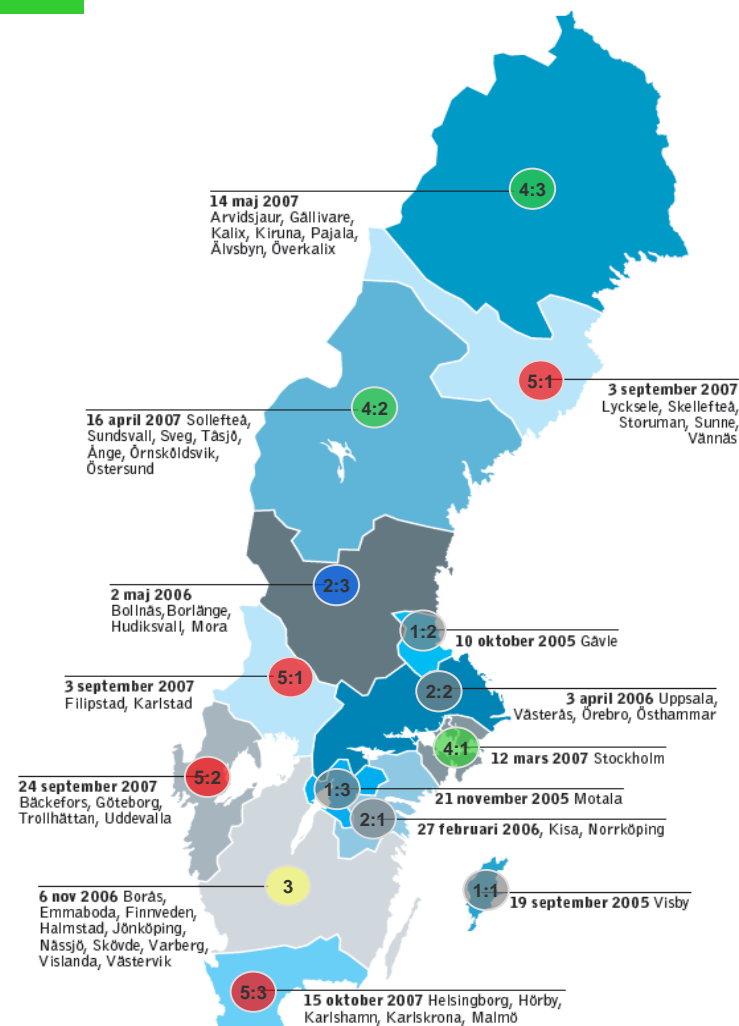 4:3
14 maj 2007
Arvidsjaur, Gällivare,
Kalix, Kiruna, Pajala,
Älvsbyn, Överkalix
5:1
3 september 2007
Lycksele, Skellefteå,
Storuman, Sunne,
Vännäs
4:2
16 april 2007 Sollefteå,
Sundsvall, Sveg, Tåsjö,
Ånge, Örnsköldsvik,
Östersund
2:3
2 maj 2006
Bollnäs,Borlänge,
Hudiksvall, Mora
1:2
10 oktober 2005 Gävle
5:1
3 september 2007
Filipstad, Karlstad
2:2
3 april 2006 Uppsala,
Västerås, Örebro, Östhammar
4:1
12 mars 2007 Stockholm
5:2
24 september 2007
Bäckefors, Göteborg,
Trollhättan, Uddevalla
1:3
21 november 2005 Motala
2:1
27 februari 2006, Kisa, Norrköping
3
6 nov 2006 Borås,
Emmaboda, Finnveden,
Halmstad, Jönköping,
Nässjö, Skövde, Varberg,
Vislanda, Västervik
1:1
19 september 2005 Visby
5:3
15 oktober 2007 Helsingborg, Hörby,
Karlshamn, Karlskrona, Malmö